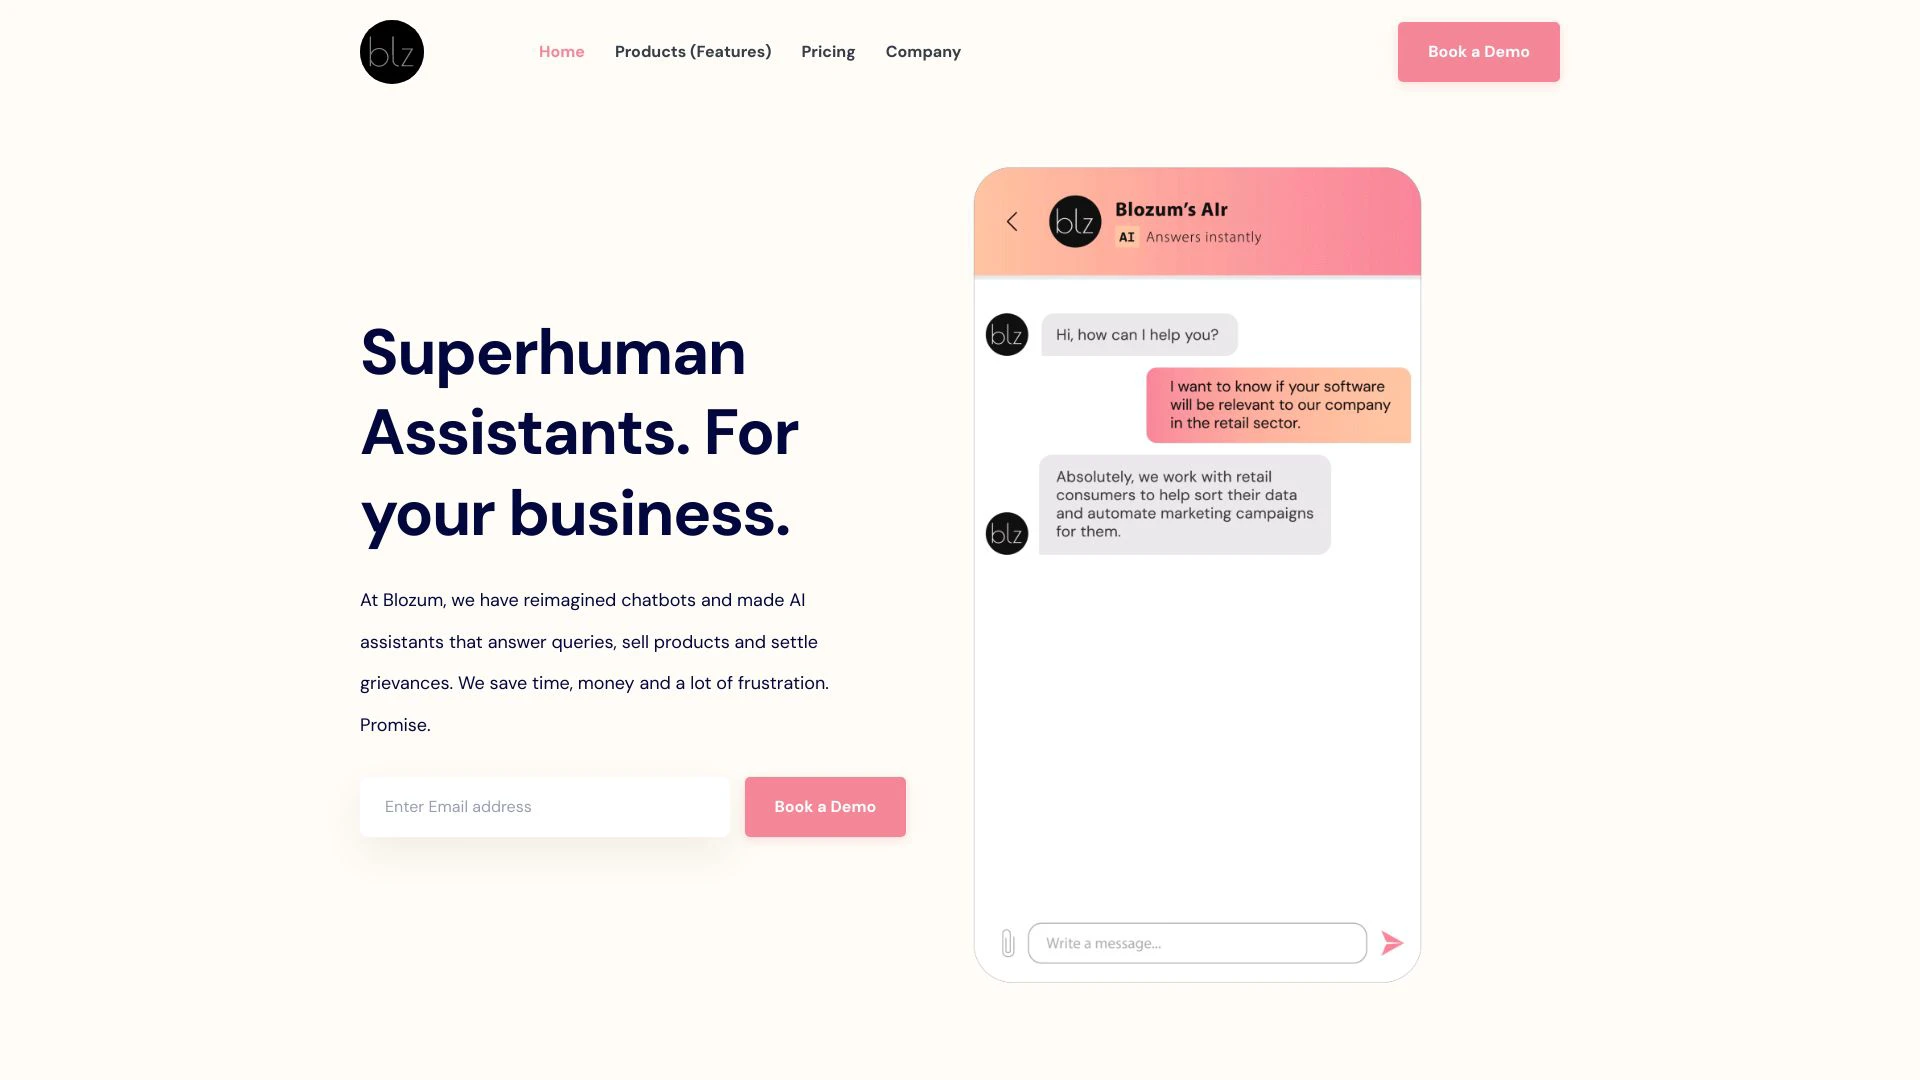 blz
Home
Products (Features)
Pricing
Company
Book a Demo
Superhuman
Assistants. For
your business.
At Blozum, we have reimagined chatbots and made AI
assistants that answer queries, sell products and settle
grievances. We save time, money and a lot of frustration.
Promise.
Enter Email address
Book a Demo
blz
Blozum’s AIr
AI
Answers instantly
blz
Hi, how can I help you?
I want to know if your software
will be relevant to our company
in the retail sector.
Absolutely, we work with retail
consumers to help sort their data
and automate marketing campaigns
for them.
blz
Write a message...